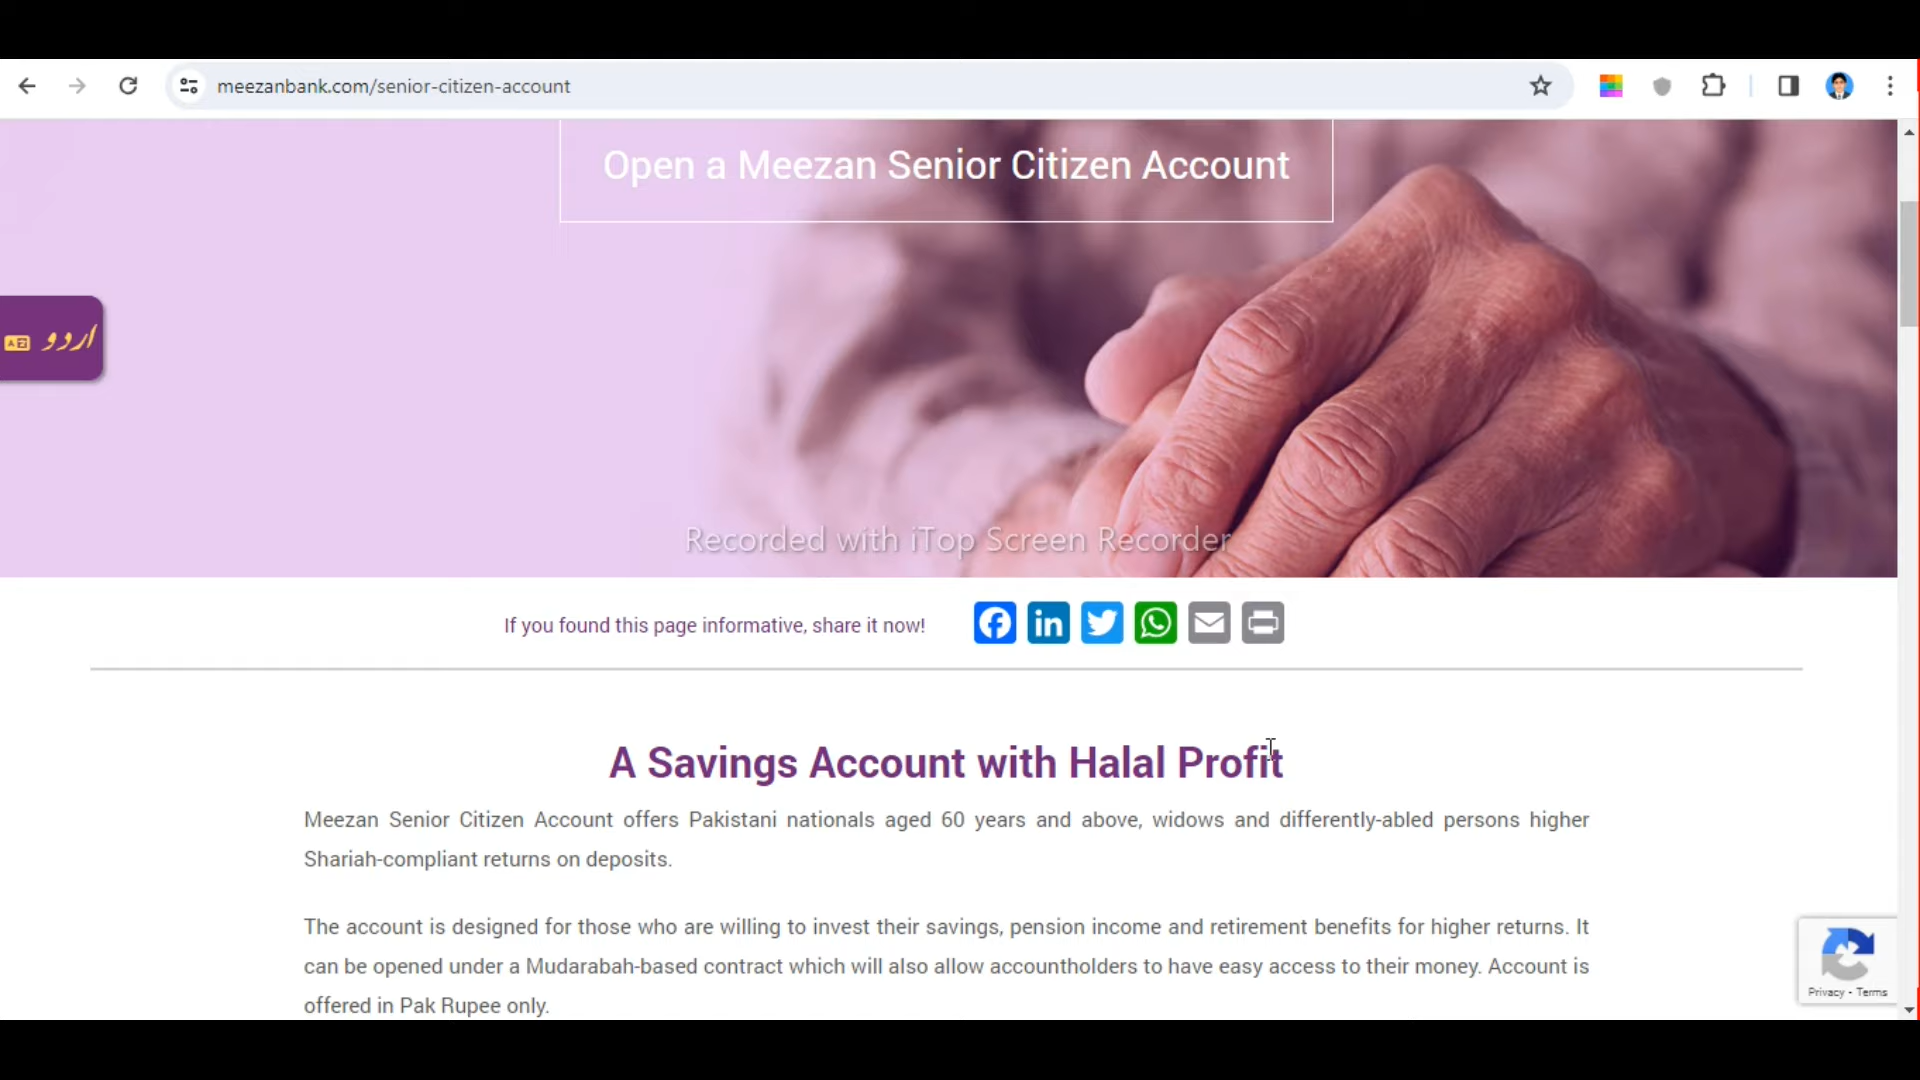 meezanbank.com/senior-citizen-account
Open a Meezan Senior Citizen Account
اردو
Recorded with iTop Screen Recorder
If you found this page informative, share it now!
A Savings Account with Halal Profit
Meezan Senior Citizen Account offers Pakistani nationals aged 60 years and above, widows and differently-abled persons higher
Shariah-compliant returns on deposits.
The account is designed for those who are willing to invest their savings, pension income and retirement benefits for higher returns. It
can be opened under a Mudarabah-based contract which will also allow accountholders to have easy access to their money. Account is
offered in Pak Rupee only.
Privacy - Terms